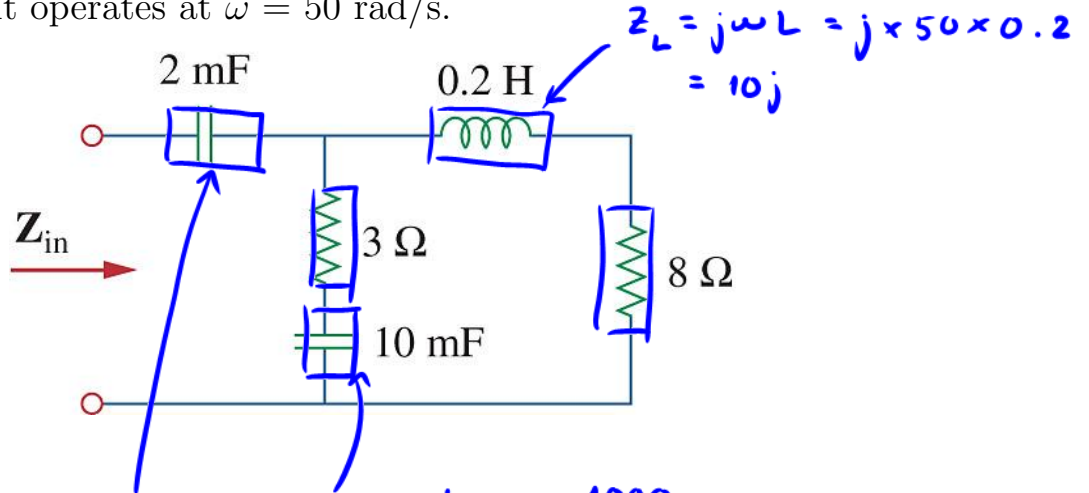 t operates at ω = 50 rad/s.
Z_L = jωL = j × 50 × 0.2
= 10j
2 mF
0.2 H
Z_in
3 Ω
8 Ω
10 mF